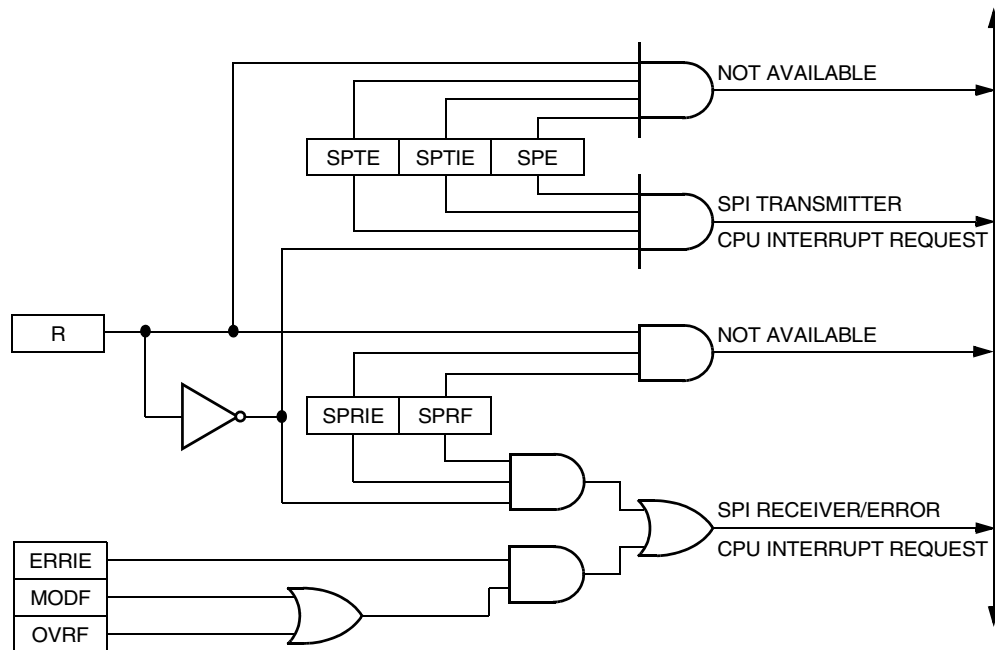 NOT AVAILABLE
SPTE SPTIE SPE
SPI TRANSMITTER
CPU INTERRUPT REQUEST
R
NOT AVAILABLE
SPRIE SPRF
SPI RECEIVER/ERROR
CPU INTERRUPT REQUEST
ERRIE
MODF
OVRF